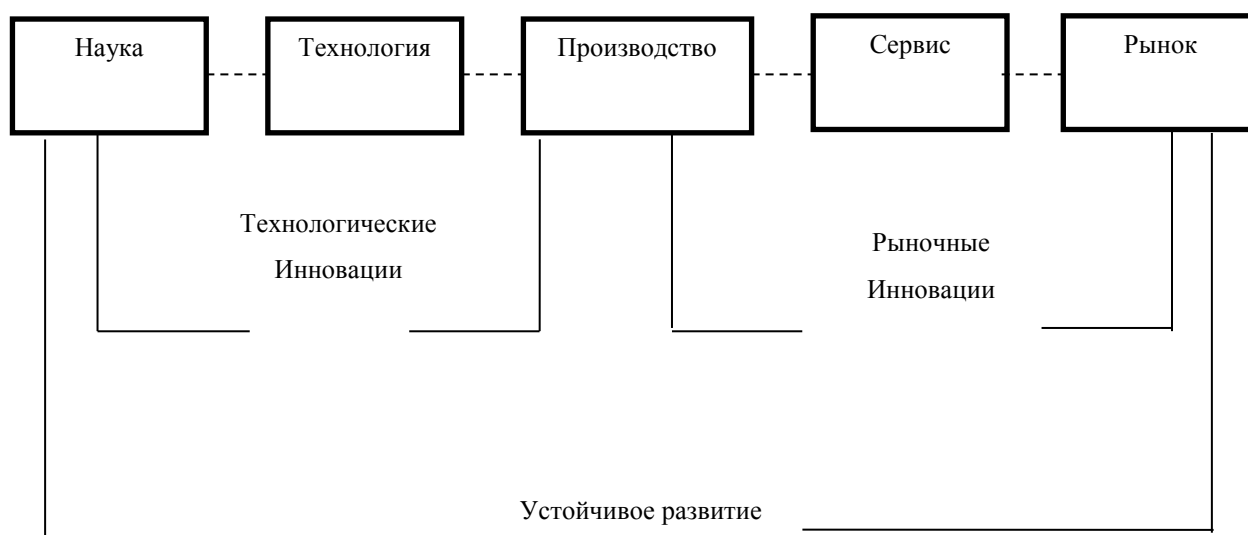 Наука
Технология
Производство
Сервис
Рынок
Технологические
Инновации
Рыночные
Инновации
Устойчивое развитие